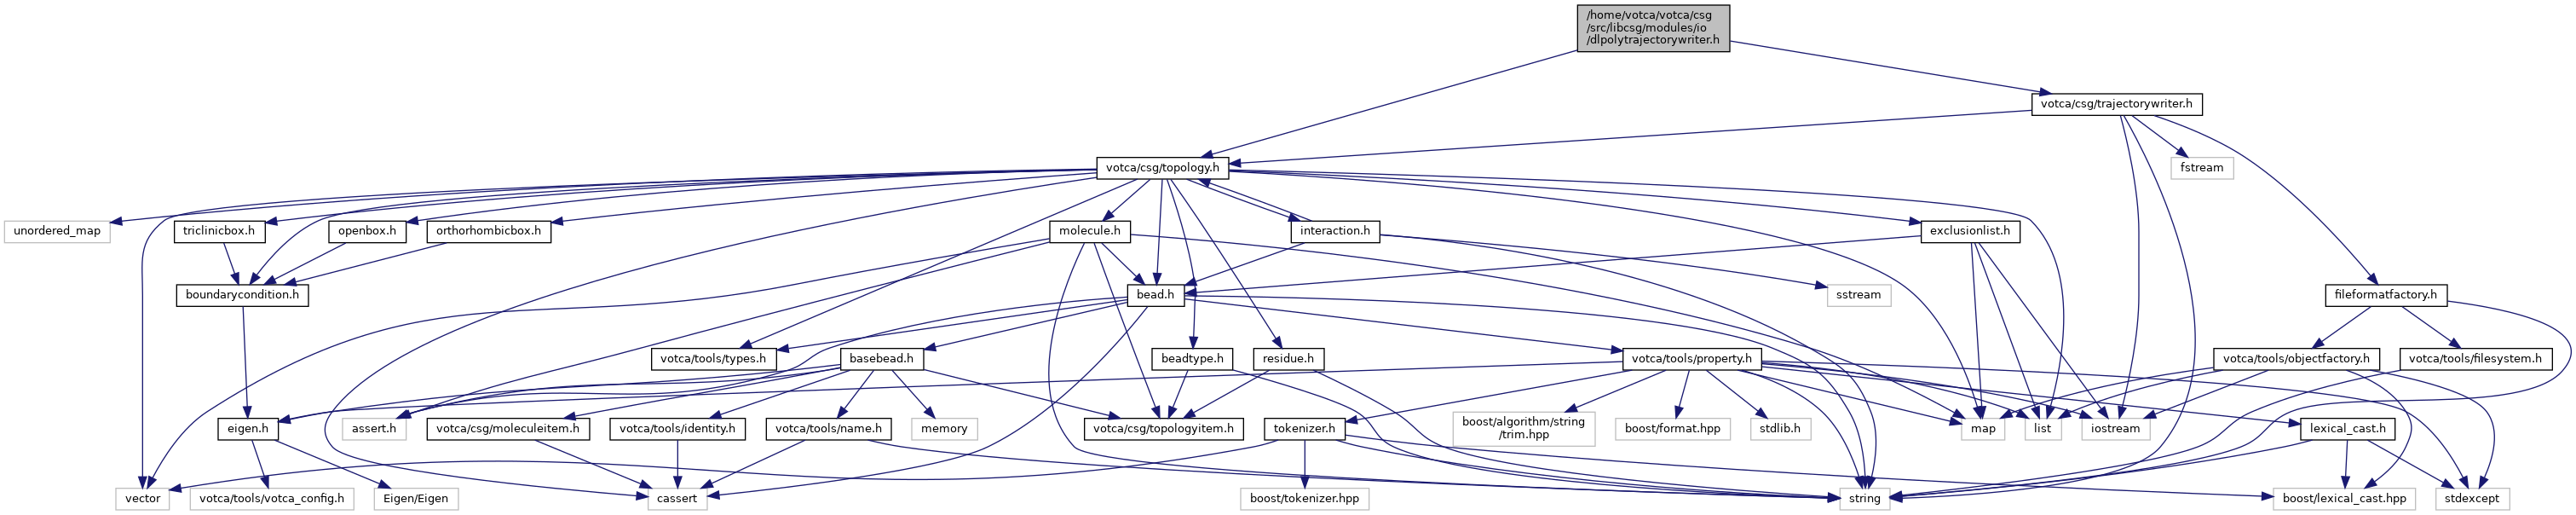 /home/votca/votca/csg
/src/libcsg/modules/io
/dlpolytrajectorywriter.h
votca/csg/trajectorywriter.h
votca/csg/topology.h
fstream
unordered_map
triclinicbox.h
openbox.h
orthorhombicbox.h
molecule.h
interaction.h
exclusionlist.h
boundarycondition.h
bead.h
sstream
fileformatfactory.h
votca/tools/types.h
basebead.h
beadtype.h
residue.h
votca/tools/property.h
votca/tools/objectfactory.h
votca/tools/filesystem.h
eigen.h
assert.h
votca/csg/moleculeitem.h
votca/tools/identity.h
votca/tools/name.h
memory
votca/csg/topologyitem.h
tokenizer.h
boost/algorithm/string
/trim.hpp
boost/format.hpp
stdlib.h
map
list
iostream
lexical_cast.h
vector
votca/tools/votca_config.h
Eigen/Eigen
cassert
boost/tokenizer.hpp
string
boost/lexical_cast.hpp
stdexcept